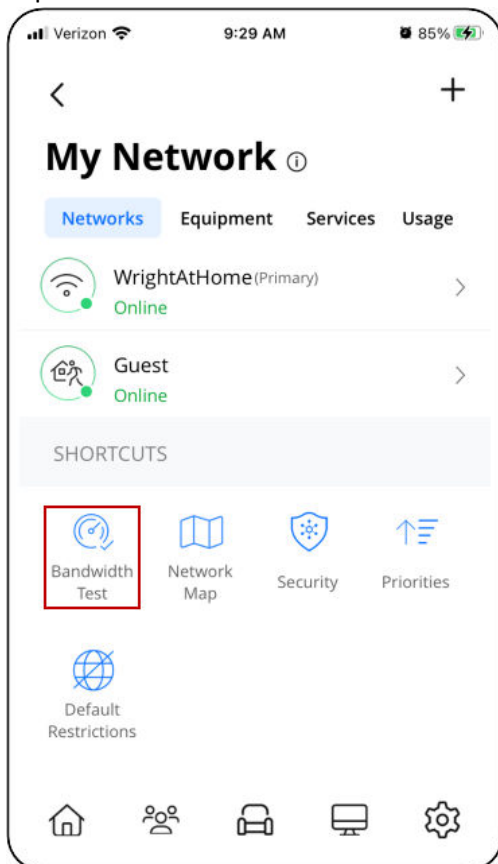 Verizon 9:29 AM 85%
My Network
Networks Equipment Services Usage
WrightAtHome (Primary)
Online
Guest
Online
SHORTCUTS
Bandwidth Test
Network Map
Security
Priorities
Default
Restrictions